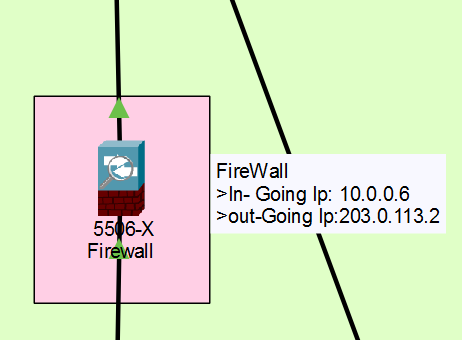 FireWall
>In- Going Ip: 10.0.0.6
>out-Going Ip:203.0.113.2
5506-X
Firewall